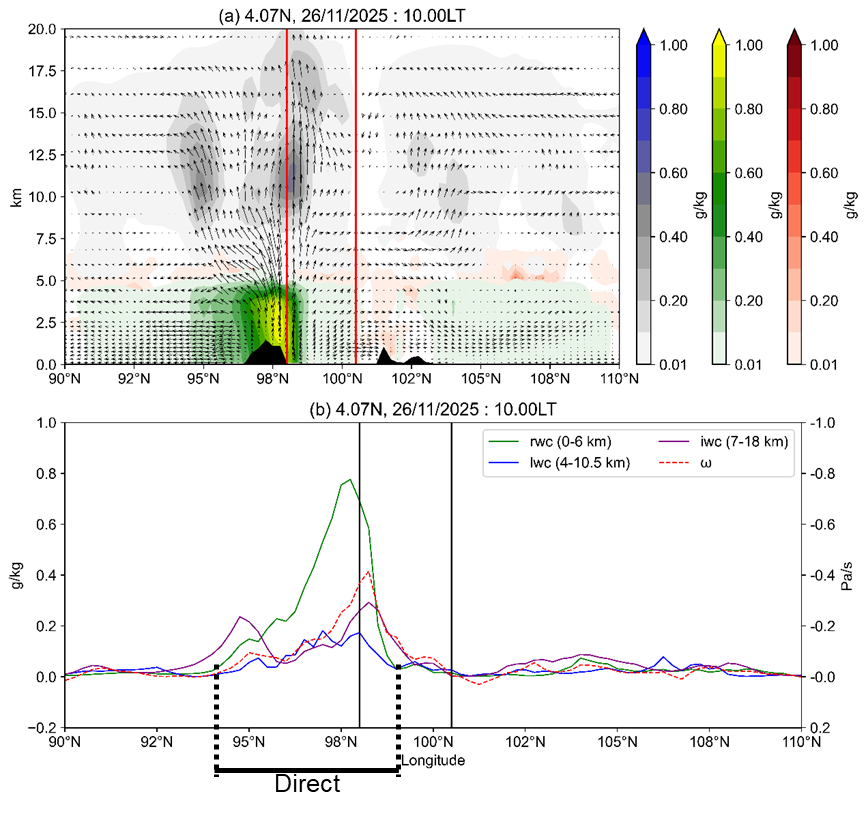 (a) 4.07N, 26/11/2025 : 10.00LT
20.0
17.5
15.0
12.5
10.0
7.5
5.0
2.5
0.0
km
90°N 92°N 95°N 98°N 100°N 102°N 105°N 108°N 110°N
1.00
0.80
0.60
0.40
0.20
0.01
g/kg
1.00
0.80
0.60
0.40
0.20
0.01
g/kg
1.00
0.80
0.60
0.40
0.20
0.01
g/kg
(b) 4.07N, 26/11/2025 : 10.00LT
1.0
0.8
0.6
0.4
0.2
0.0
−0.2
g/kg
rwc (0-6 km)
lwc (4-10.5 km)
iwc (7-18 km)
ω
-1.0
-0.8
-0.6
-0.4
-0.2
-0.0
0.2
Pa/s
90°N 92°N 95°N 98°N 100°N 102°N 105°N 108°N 110°N
Longitude
Direct